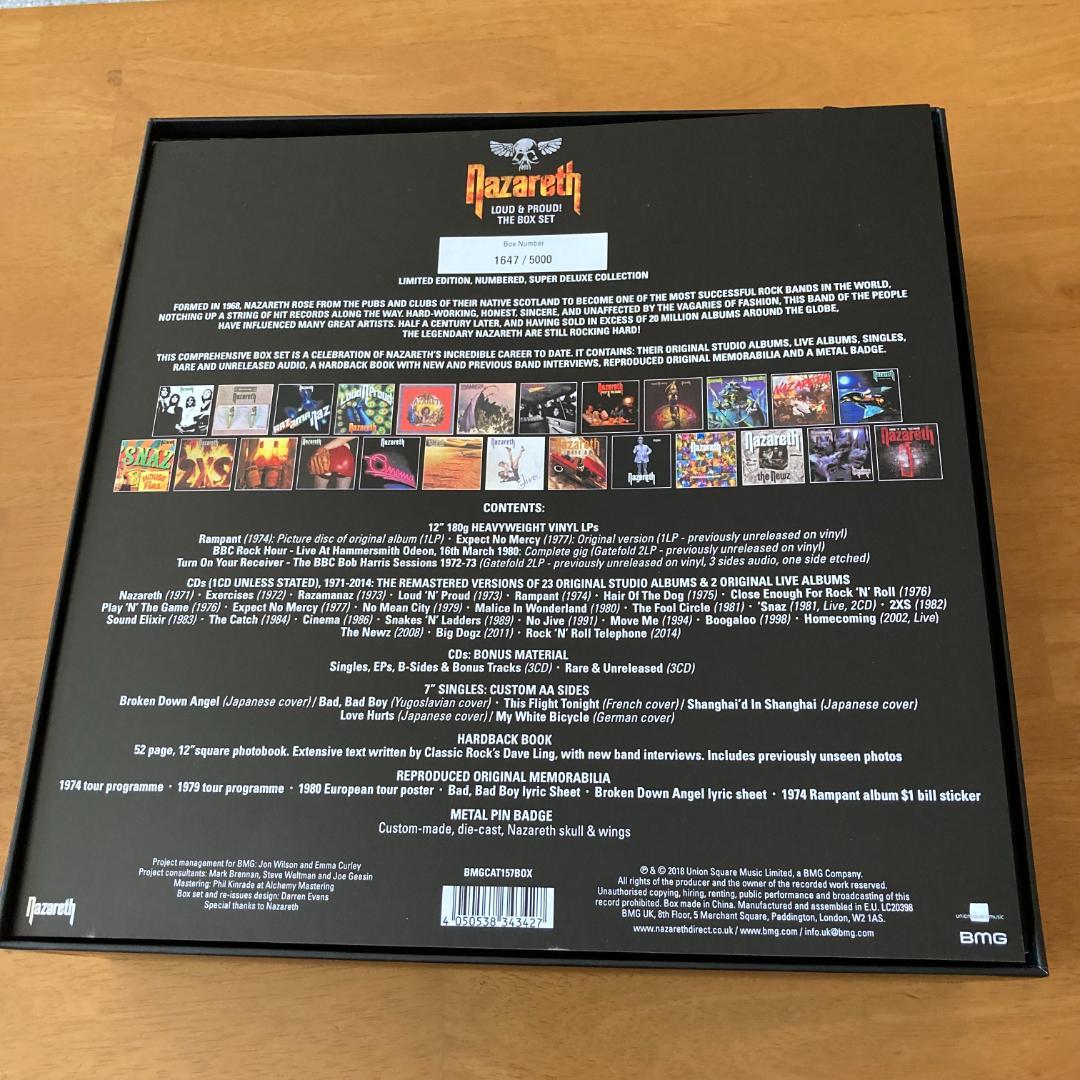 Nazareth
LOUD & PROUD!
THE BOX SET
Box Number
1647 / 5000
LIMITED EDITION, NUMBERED, SUPER DELUXE COLLECTION
FORMED IN 1968, NAZARETH ROSE FROM THE PUBS AND CLUBS OF THEIR NATIVE SCOTLAND TO BECOME ONE OF THE MOST SUCCESSFUL ROCK BANDS IN THE WORLD,
NOTCHING UP A STRING OF HIT RECORDS ALONG THE WAY. HARD-WORKING, HONEST, SINCERE, AND UNAFFECTED BY THE VAGARIES OF FASHION, THIS BAND OF THE PEOPLE
HAVE INFLUENCED MANY GREAT ARTISTS. HALF A CENTURY LATER, AND HAVING SOLD IN EXCESS OF 20 MILLION ALBUMS AROUND THE GLOBE,
THE LEGENDARY NAZARETH ARE STILL ROCKING HARD!
THIS COMPREHENSIVE BOX SET IS A CELEBRATION OF NAZARETH'S INCREDIBLE CAREER TO DATE. IT CONTAINS: THEIR ORIGINAL STUDIO ALBUMS, LIVE ALBUMS, SINGLES,
RARE AND UNRELEASED AUDIO, A HARDBACK BOOK WITH NEW AND PREVIOUS BAND INTERVIEWS, REPRODUCED ORIGINAL MEMORABILIA AND A METAL BADGE.
CONTENTS:
12" 180g HEAVYWEIGHT VINYL LPs
Rampant (1974): Picture disc of original album (1LP) · Expect No Mercy (1977): Original version (1LP - previously unreleased on vinyl)
BBC Rock Hour - Live At Hammersmith Odeon, 16th March 1980: Complete gig (Gatefold 2LP - previously unreleased on vinyl)
Turn On Your Receiver - The BBC Bob Harris Sessions 1972-73 (Gatefold 2LP - previously unreleased on vinyl, 3 sides audio, one side etched)
CDs (1CD UNLESS STATED), 1971-2014: THE REMASTERED VERSIONS OF 23 ORIGINAL STUDIO ALBUMS & 2 ORIGINAL LIVE ALBUMS
Nazareth (1971) · Exercises (1972) · Razamanaz (1973) · Loud 'N' Proud (1973) · Rampant (1974) · Hair Of The Dog (1975) · Close Enough For Rock 'N' Roll (1976)
Play 'N' The Game (1976) · Expect No Mercy (1977) · No Mean City (1979) · Malice In Wonderland (1980) · The Fool Circle (1981) · 'Snaz (1981, Live, 2CD) · 2XS (1982)
Sound Elixir (1983) · The Catch (1984) · Cinema (1986) · Snakes 'N' Ladders (1989) · No Jive (1991) · Move Me (1994) · Boogaloo (1998) · Homecoming (2002, Live)
The Newz (2008) · Big Dogz (2011) · Rock 'N' Roll Telephone (2014)
CDs: BONUS MATERIAL
Singles, EPs, B-Sides & Bonus Tracks (3CD) · Rare & Unreleased (3CD)
7" SINGLES: CUSTOM AA SIDES
Broken Down Angel (Japanese cover) / Bad, Bad Boy (Yugoslavian cover) · This Flight Tonight (French cover) / Shanghai'd In Shanghai (Japanese cover)
Love Hurts (Japanese cover) / My White Bicycle (German cover)
HARDBACK BOOK
52 page, 12"square photobook. Extensive text written by Classic Rock's Dave Ling, with new band interviews. Includes previously unseen photos
REPRODUCED ORIGINAL MEMORABILIA
1974 tour programme · 1979 tour programme · 1980 European tour poster · Bad, Bad Boy lyric Sheet · Broken Down Angel lyric sheet · 1974 Rampant album $1 bill sticker
METAL PIN BADGE
Custom-made, die-cast, Nazareth skull & wings
Project management for BMG: Jon Wilson and Emma Curley
Project consultants: Mark Brennan, Steve Weltman and Joe Geesin
Mastering: Phil Kinrade at Alchemy Mastering
Box set and re-issues design: Darren Evans
Special thanks to Nazareth
Nazareth
BMGCAT157BOX
4 050538 343427
℗ & © 2018 Union Square Music Limited, a BMG Company.
All rights of the producer and the owner of the recorded work reserved.
Unauthorised copying, hiring, renting, public performance and broadcasting of this
record prohibited. Box made in China. Manufactured and assembled in E.U. LC20398
BMG UK, 8th Floor, 5 Merchant Square, Paddington, London, W2 1AS.
www.nazarethdirect.co.uk / www.bmg.com / info.uk@bmg.com
BMG